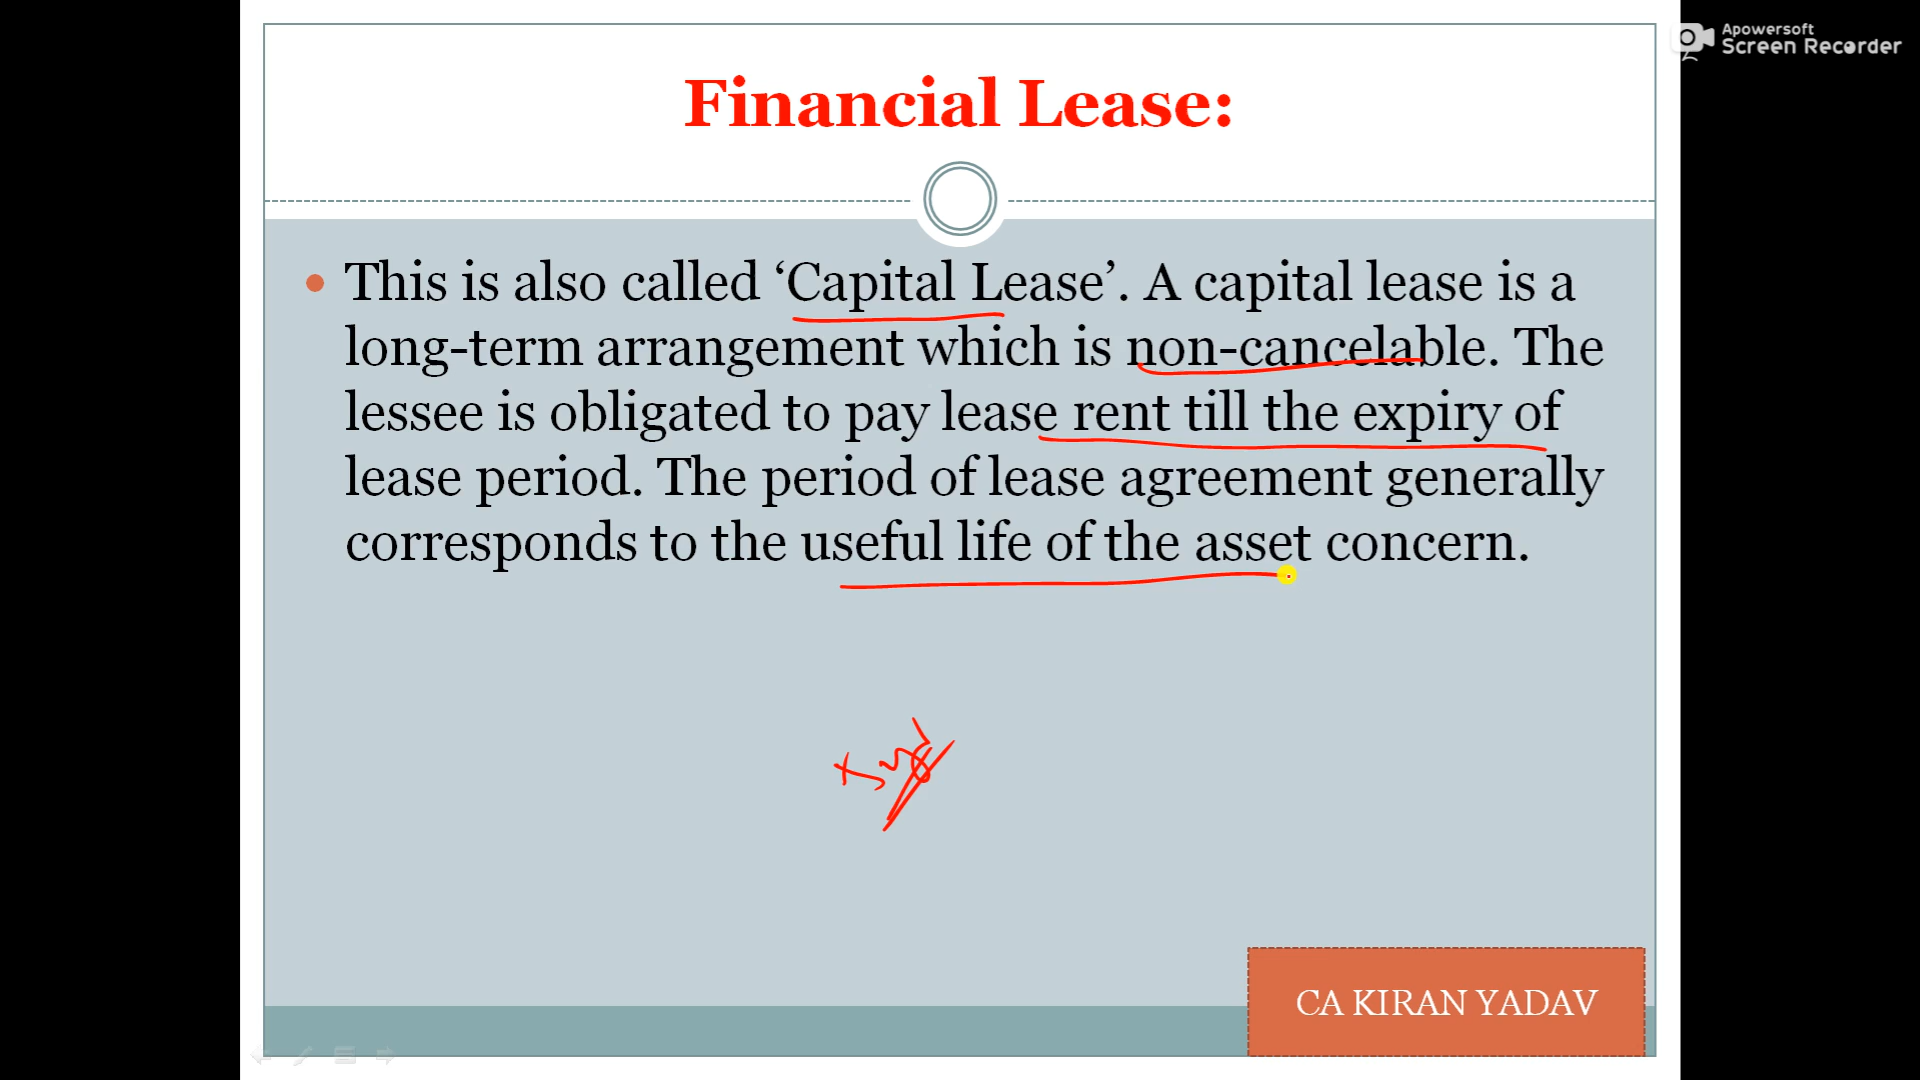 Apowersoft
Screen Recorder
Financial Lease:
This is also called ‘Capital Lease’. A capital lease is a
long-term arrangement which is non-cancelable. The
lessee is obligated to pay lease rent till the expiry of
lease period. The period of lease agreement generally
corresponds to the useful life of the asset concern.
CA KIRAN YADAV